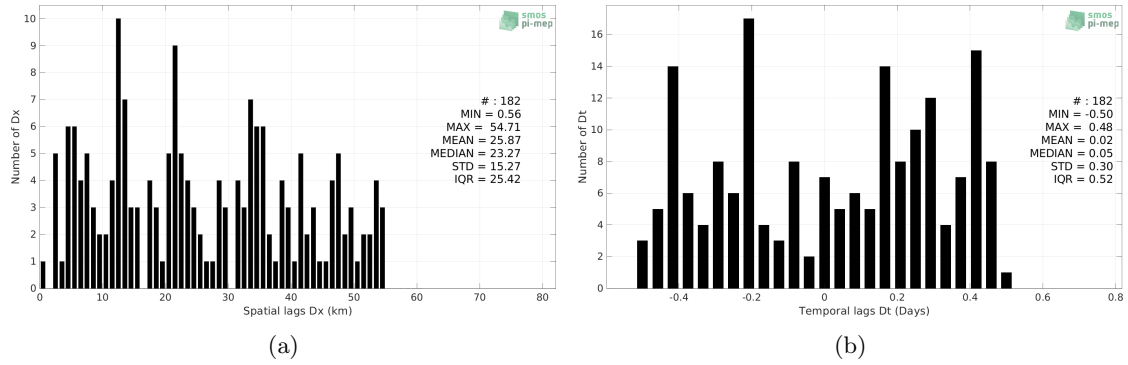 smos
pi-mep
10
9
8
7
6
5
4
3
2
1
0
Number of Dx
# : 182
MIN = 0.56
MAX = 54.71
MEAN = 25.87
MEDIAN = 23.27
STD = 15.27
IQR = 25.42
0 10 20 30 40 50 60 70 80
Spatial lags Dx (km)
(a)
smos
pi-mep
16
14
12
10
8
6
4
2
0
Number of Dt
# : 182
MIN = -0.50
MAX = 0.48
MEAN = 0.02
MEDIAN = 0.05
STD = 0.30
IQR = 0.52
-0.4 -0.2 0 0.2 0.4 0.6 0.8
Temporal lags Dt (Days)
(b)